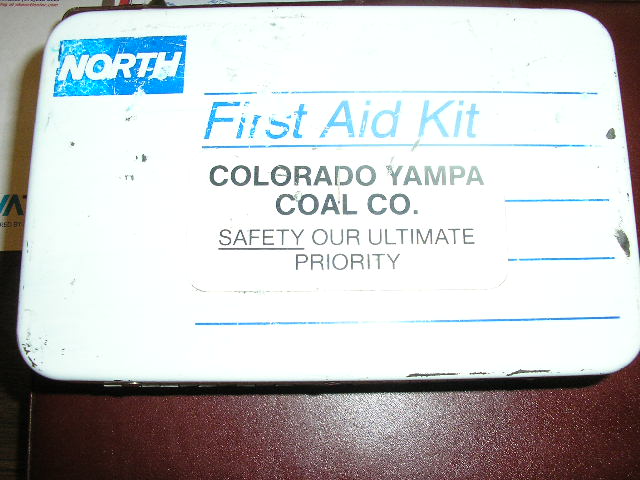 NORTH
First Aid Kit
COLORADO YAMPA
COAL CO.
SAFETY OUR ULTIMATE
PRIORITY